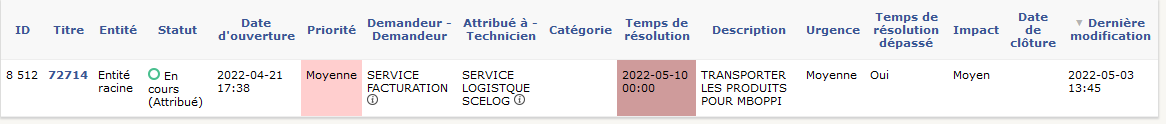 ID Titre Entité Statut Date d'ouverture Priorité Demandeur - Demandeur Attribué à - Technicien Catégorie Temps de résolution Description Urgence Temps de résolution dépassé Impact Date de clôture Dernière modification
8 512 72714 Entité racine En cours (Attribué) 2022-04-21 17:38 Moyenne SERVICE FACTURATION SERVICE LOGISTQUE SCELOG 2022-05-10 00:00 TRANSPORTER LES PRODUITS POUR MBOPPI Moyenne Oui Moyen 2022-05-03 13:45